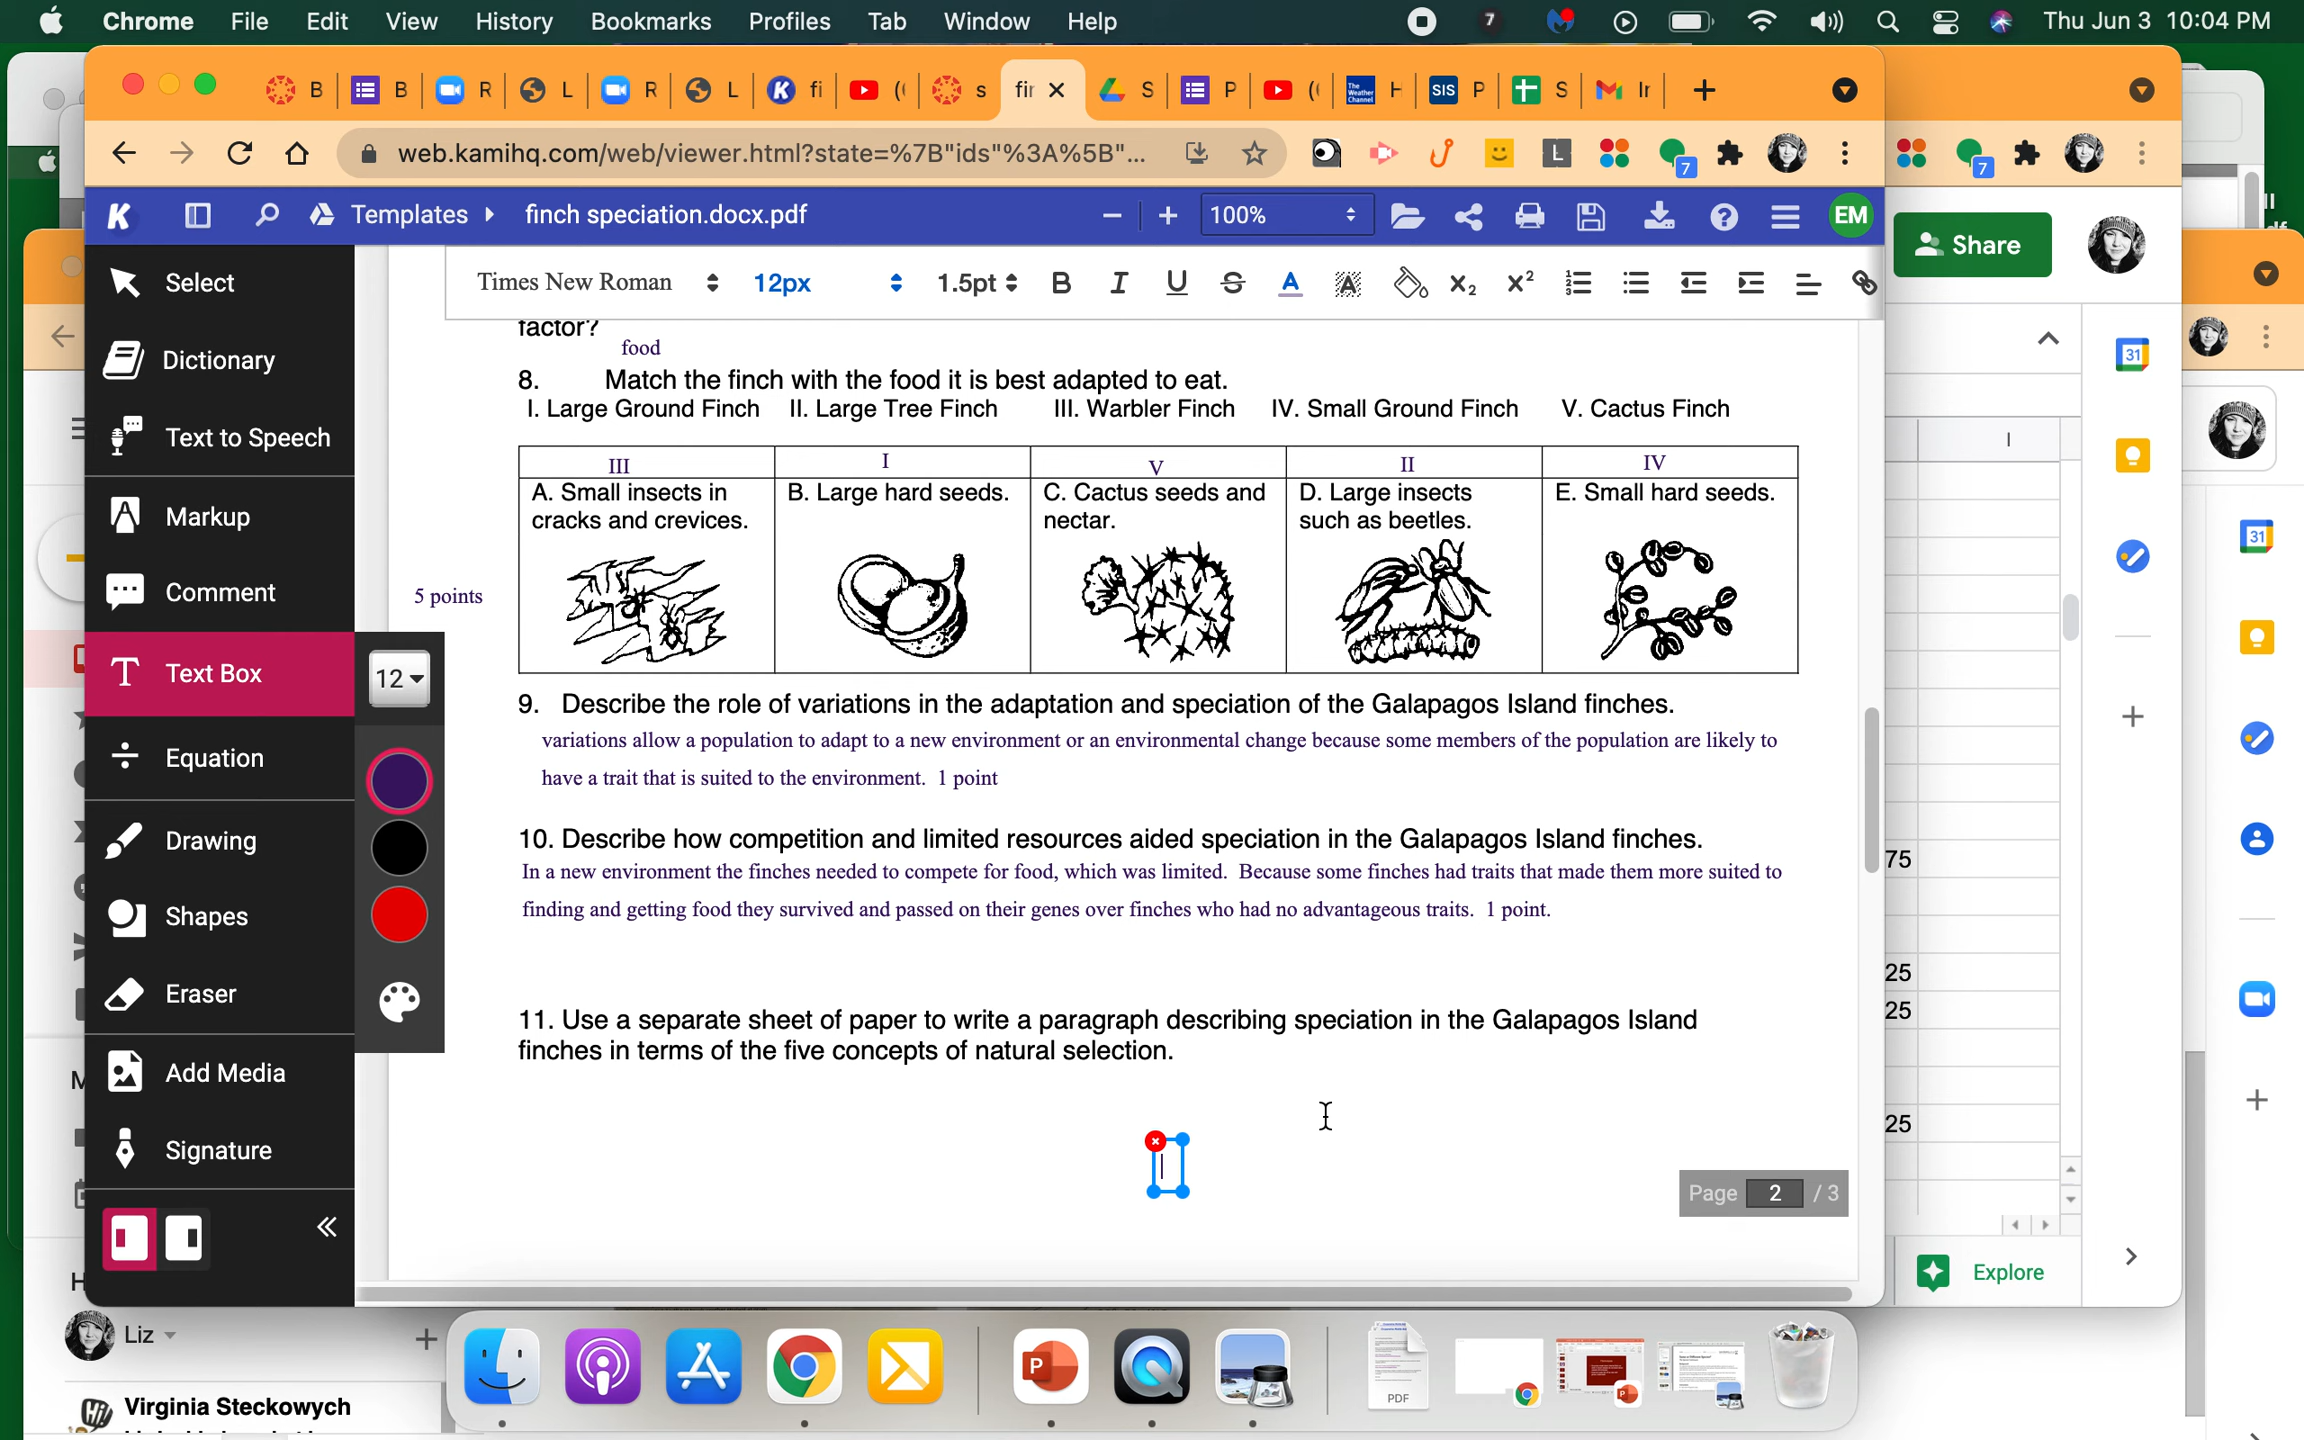 Chrome File Edit View History Bookmarks Profiles Tab Window Help 7 Thu Jun 3 10:04 PM
B B R L R L fi ( s fir S P ( H SIS P S Ir
web.kamihq.com/web/viewer.html?state=%7B"ids"%3A%5B"... L 7 7
Templates finch speciation.docx.pdf 100% EM
Share
Select
Dictionary
Text to Speech
Markup
Comment
Text Box
Equation
Drawing
Shapes
Eraser
Add Media
Signature
12
Times New Roman 12px 1.5pt B I U S A
factor?
food
8. Match the finch with the food it is best adapted to eat.
I. Large Ground Finch II. Large Tree Finch III. Warbler Finch IV. Small Ground Finch V. Cactus Finch
III I V II IV
A. Small insects in B. Large hard seeds. C. Cactus seeds and D. Large insects E. Small hard seeds.
cracks and crevices. nectar. such as beetles.
5 points
9. Describe the role of variations in the adaptation and speciation of the Galapagos Island finches.
variations allow a population to adapt to a new environment or an environmental change because some members of the population are likely to
have a trait that is suited to the environment. 1 point
10. Describe how competition and limited resources aided speciation in the Galapagos Island finches.
In a new environment the finches needed to compete for food, which was limited. Because some finches had traits that made them more suited to
finding and getting food they survived and passed on their genes over finches who had no advantageous traits. 1 point.
11. Use a separate sheet of paper to write a paragraph describing speciation in the Galapagos Island
finches in terms of the five concepts of natural selection.
Page 2 / 3
I
31
31
75
25
25
25
Explore
Liz
Virginia Steckowych
Hi
PDF